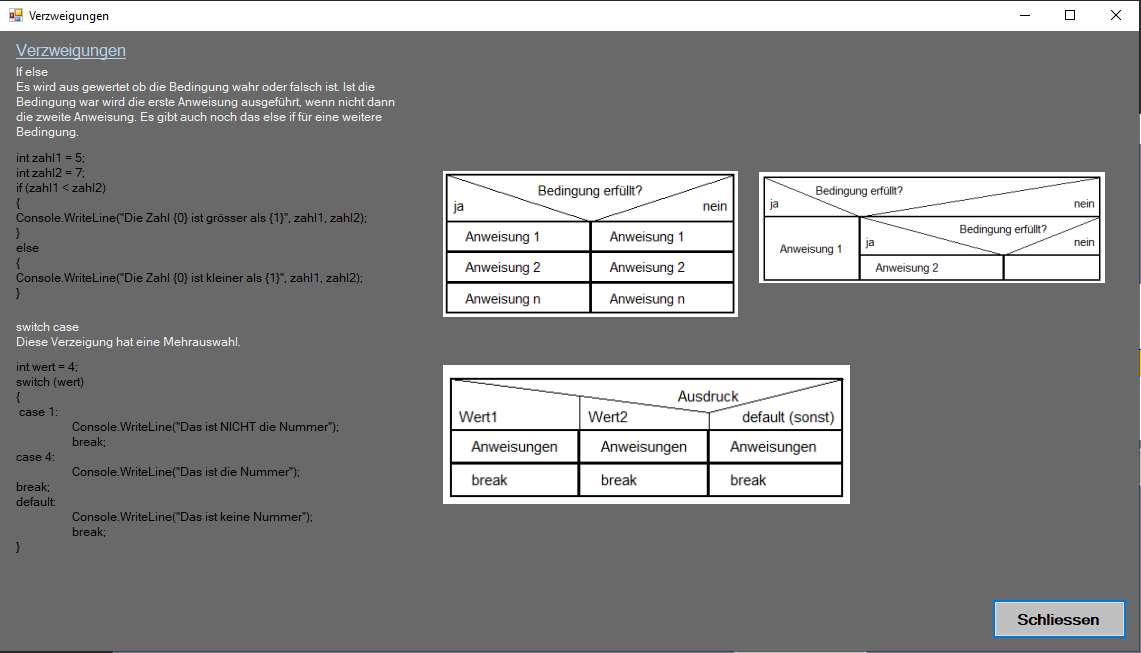 Verzweigungen
Verzweigungen
If else
Es wird aus gewertet ob die Bedingung wahr oder falsch ist. Ist die
Bedingung war wird die erste Anweisung ausgeführt, wenn nicht dann
die zweite Anweisung. Es gibt auch noch das else if für eine weitere
Bedingung.
int zahl1 = 5;
int zahl2 = 7;
if (zahl1 < zahl2)
{
Console.WriteLine("Die Zahl {0} ist grösser als {1}", zahl1, zahl2);
}
else
{
Console.WriteLine("Die Zahl {0} ist kleiner als {1}", zahl1, zahl2);
}
switch case
Diese Verzeigung hat eine Mehrauswahl.
int wert = 4;
switch (wert)
{
case 1:
Console.WriteLine("Das ist NICHT die Nummer");
break;
case 4:
Console.WriteLine("Das ist die Nummer");
break;
default:
Console.WriteLine("Das ist keine Nummer");
break;
}
Bedingung erfüllt?
ja nein
Anweisung 1 Anweisung 1
Anweisung 2 Anweisung 2
Anweisung n Anweisung n
Bedingung erfüllt?
ja nein
Bedingung erfüllt?
Anweisung 1 ja nein
Anweisung 2
Ausdruck
Wert1 Wert2 default (sonst)
Anweisungen Anweisungen Anweisungen
break break break
Schliessen